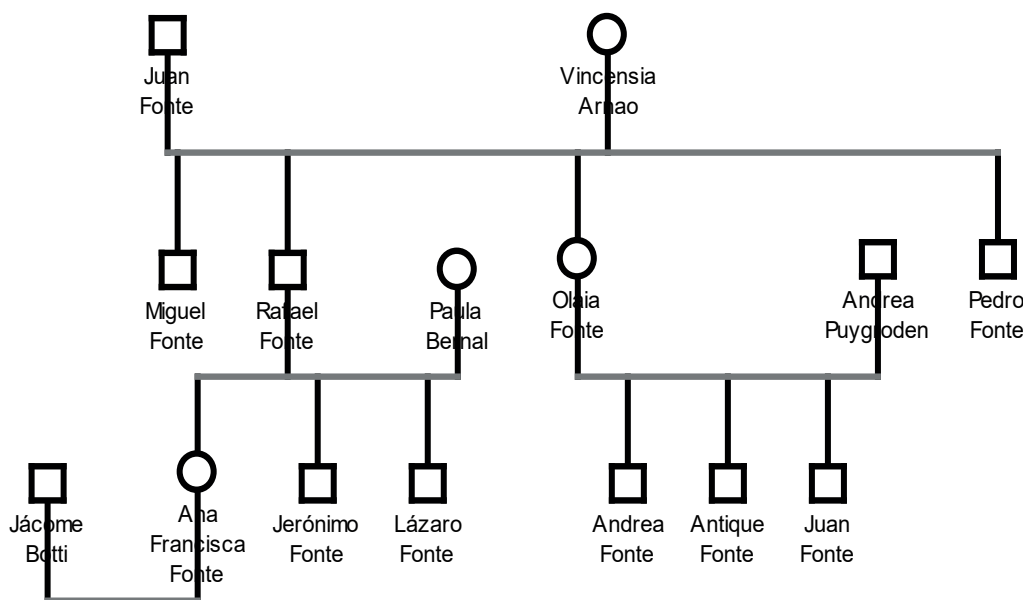 Juan
Fonte
Vincensia
Arnao
Miguel
Fonte
Rafael
Fonte
Paula
Bernal
Olaia
Fonte
Andrea
Puygroden
Pedro
Fonte
Jácome
Botti
Ana
Francisca
Fonte
Jerónimo
Fonte
Lázaro
Fonte
Andrea
Fonte
Antique
Fonte
Juan
Fonte